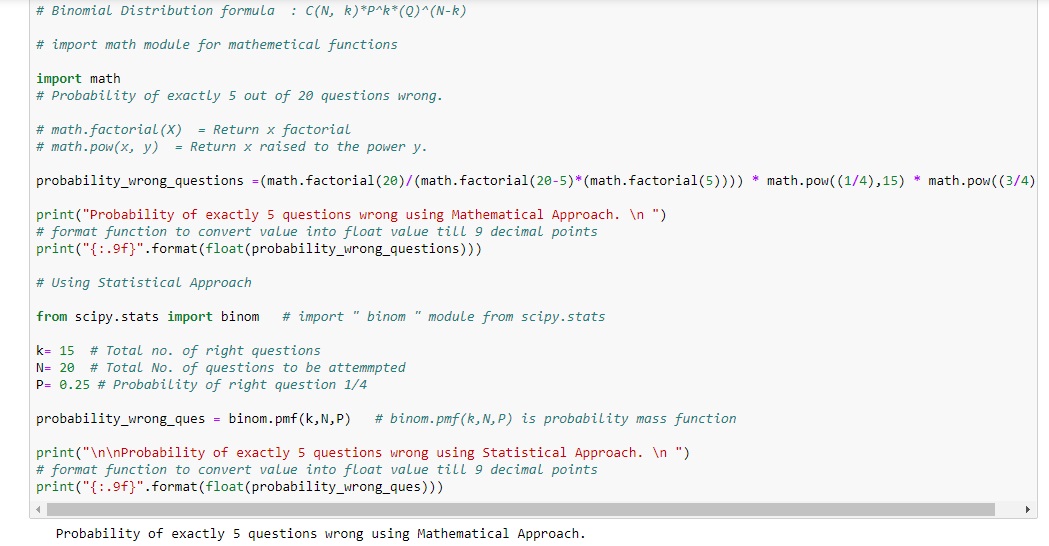 # Binomial Distribution formula  : C(N, k)*P^k*(Q)^(N-k)
# import math module for mathemetical functions
import math
# Probability of exactly 5 out of 20 questions wrong.
# math.factorial(X)  = Return x factorial
# math.pow(x, y)  = Return x raised to the power y.
probability_wrong_questions =(math.factorial(20)/(math.factorial(20-5)*(math.factorial(5)))) * math.pow((1/4),15) * math.pow((3/4)
print("Probability of exactly 5 questions wrong using Mathematical Approach. \n ")
# format function to convert value into float value till 9 decimal points
print("{:.9f}".format(float(probability_wrong_questions)))
# Using Statistical Approach
from scipy.stats import binom   # import " binom " module from scipy.stats
k= 15  # Total no. of right questions
N= 20  # Total No. of questions to be attemmpted
P= 0.25 # Probability of right question 1/4
probability_wrong_ques = binom.pmf(k,N,P)   # binom.pmf(k,N,P) is probability mass function
print("\n\nProbability of exactly 5 questions wrong using Statistical Approach. \n ")
# format function to convert value into float value till 9 decimal points
print("{:.9f}".format(float(probability_wrong_ques)))
Probability of exactly 5 questions wrong using Mathematical Approach.